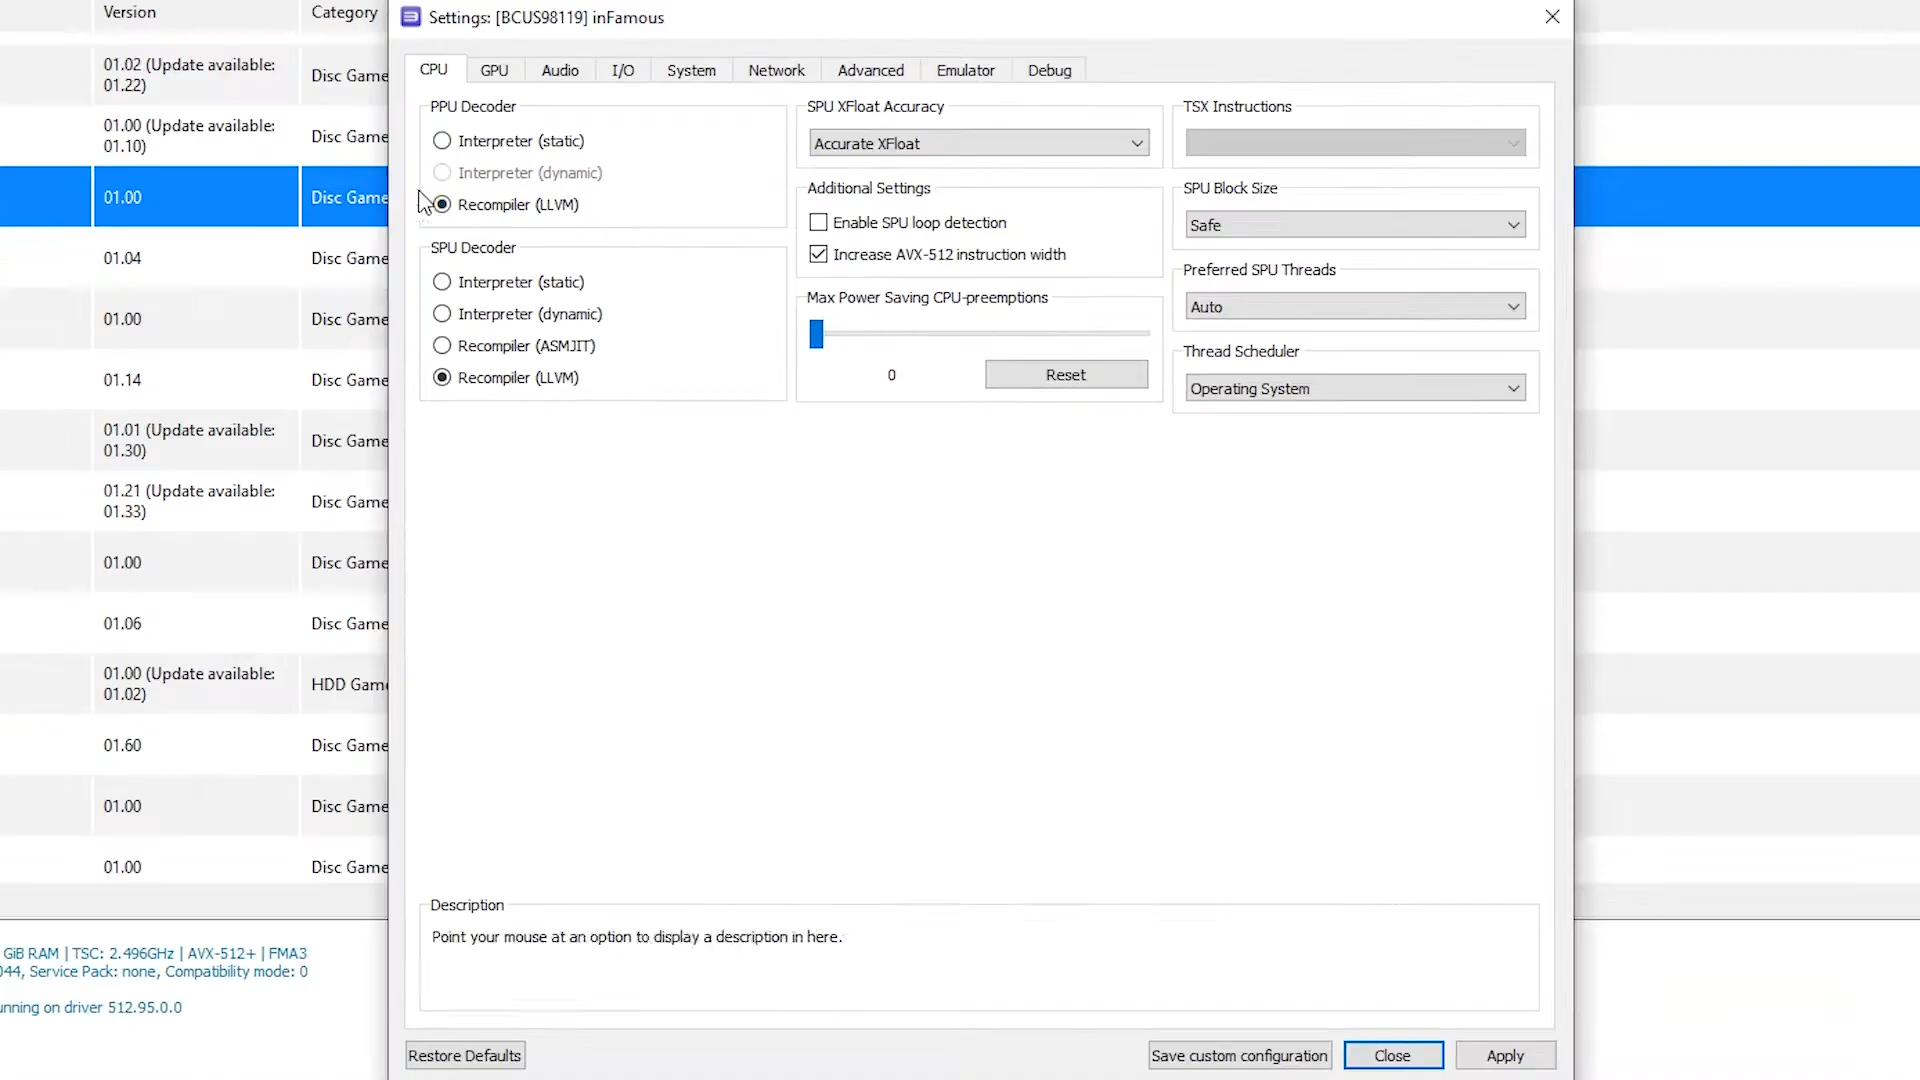 Version
Category
01.02 (Update available:
01.22)
Disc Game
01.00 (Update available:
01.10)
Disc Game
01.00
Disc Game
01.04
Disc Game
01.00
Disc Game
01.14
Disc Game
01.01 (Update available:
01.30)
Disc Game
01.21 (Update available:
01.33)
Disc Game
01.00
Disc Game
01.06
Disc Game
01.00 (Update available:
01.02)
HDD Game
01.60
Disc Game
01.00
Disc Game
01.00
Disc Game
GiB RAM | TSC: 2.496GHz | AVX-512+ | FMA3
044, Service Pack: none, Compatibility mode: 0
unning on driver 512.95.0.0
Settings: [BCUS98119] inFamous
CPU
GPU
Audio
I/O
System
Network
Advanced
Emulator
Debug
PPU Decoder
Interpreter (static)
Interpreter (dynamic)
Recompiler (LLVM)
SPU Decoder
Interpreter (static)
Interpreter (dynamic)
Recompiler (ASMJIT)
Recompiler (LLVM)
SPU XFloat Accuracy
Accurate XFloat
Additional Settings
Enable SPU loop detection
Increase AVX-512 instruction width
Max Power Saving CPU-preemptions
0
Reset
TSX Instructions
SPU Block Size
Safe
Preferred SPU Threads
Auto
Thread Scheduler
Operating System
Description
Point your mouse at an option to display a description in here.
Restore Defaults
Save custom configuration
Close
Apply